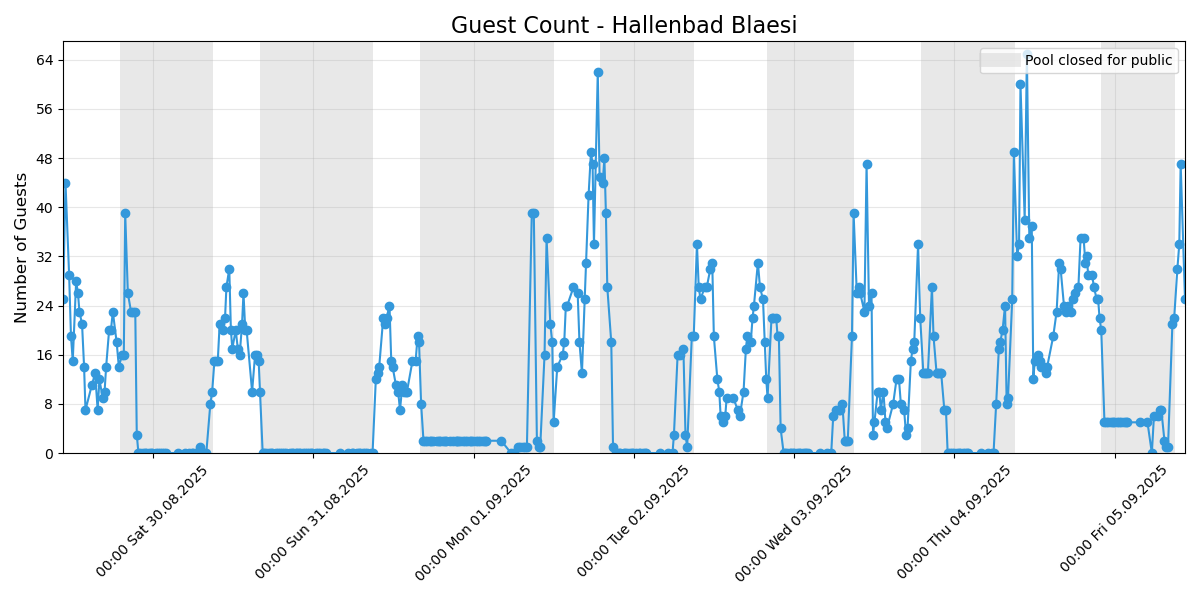 Guest Count - Hallenbad Blaesi
Pool closed for public
Number of Guests
64
56
48
40
32
24
16
8
0
00:00 Sat 30.08.2025
00:00 Sun 31.08.2025
00:00 Mon 01.09.2025
00:00 Tue 02.09.2025
00:00 Wed 03.09.2025
00:00 Thu 04.09.2025
00:00 Fri 05.09.2025